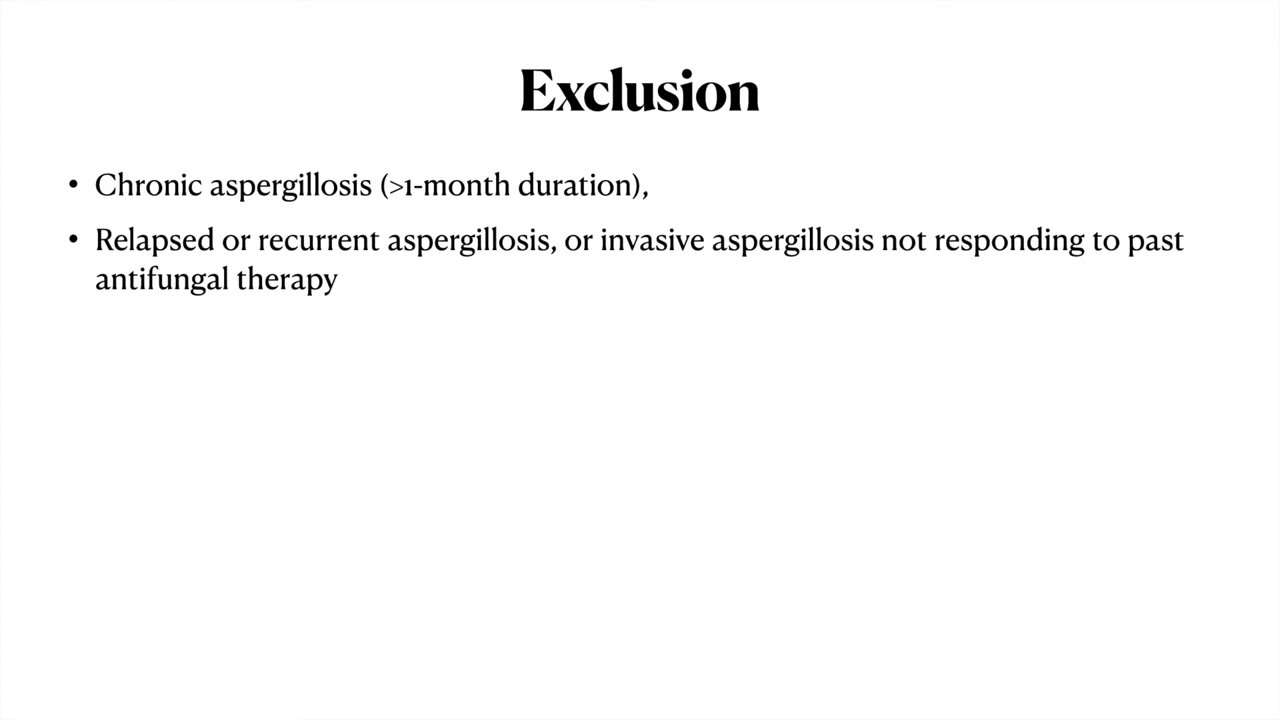 Exclusion
• Chronic aspergillosis (>1-month duration),
• Relapsed or recurrent aspergillosis, or invasive aspergillosis not responding to past
antifungal therapy